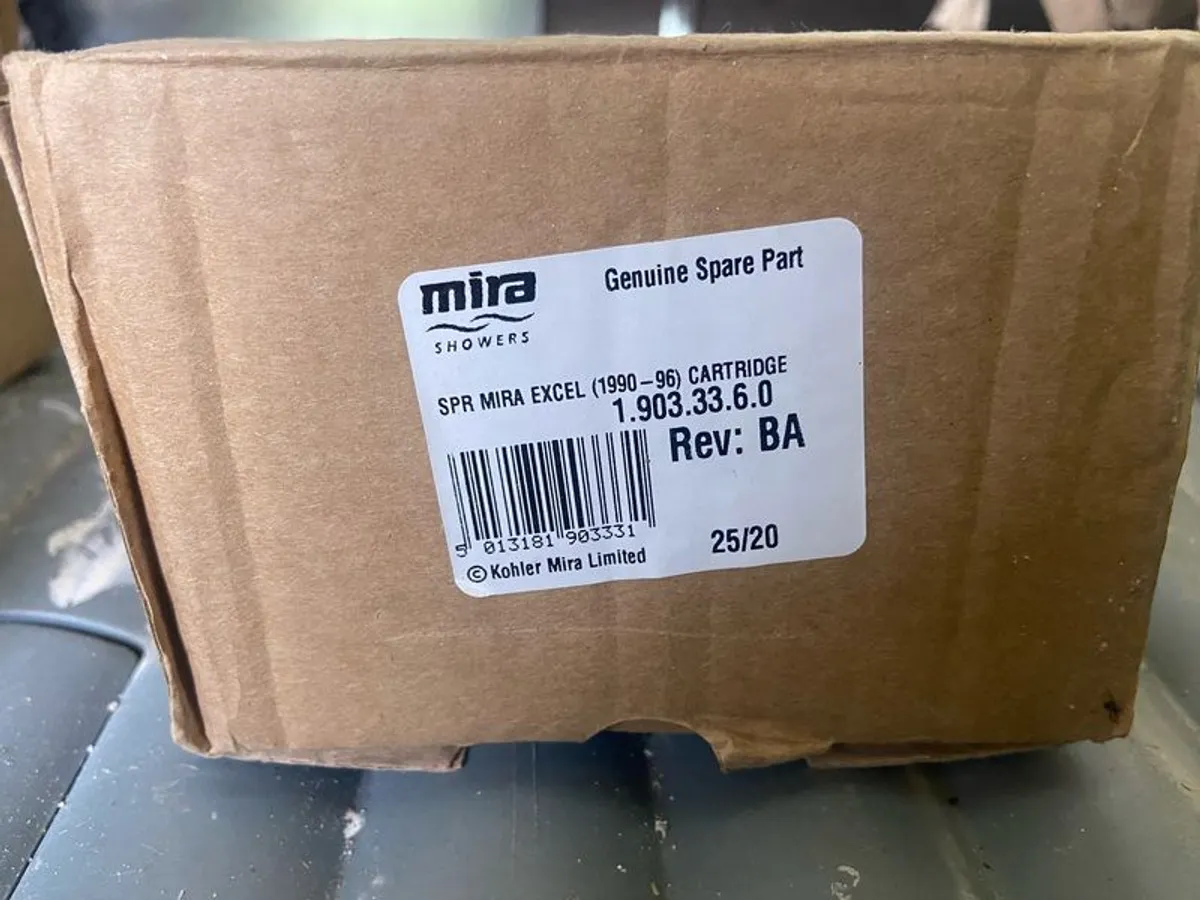 mira
SHOWERS
Genuine Spare Part
SPR MIRA EXCEL (1990-96) CARTRIDGE
1.903.33.6.0
Rev: BA
5 013181 903331
© Kohler Mira Limited
25/20